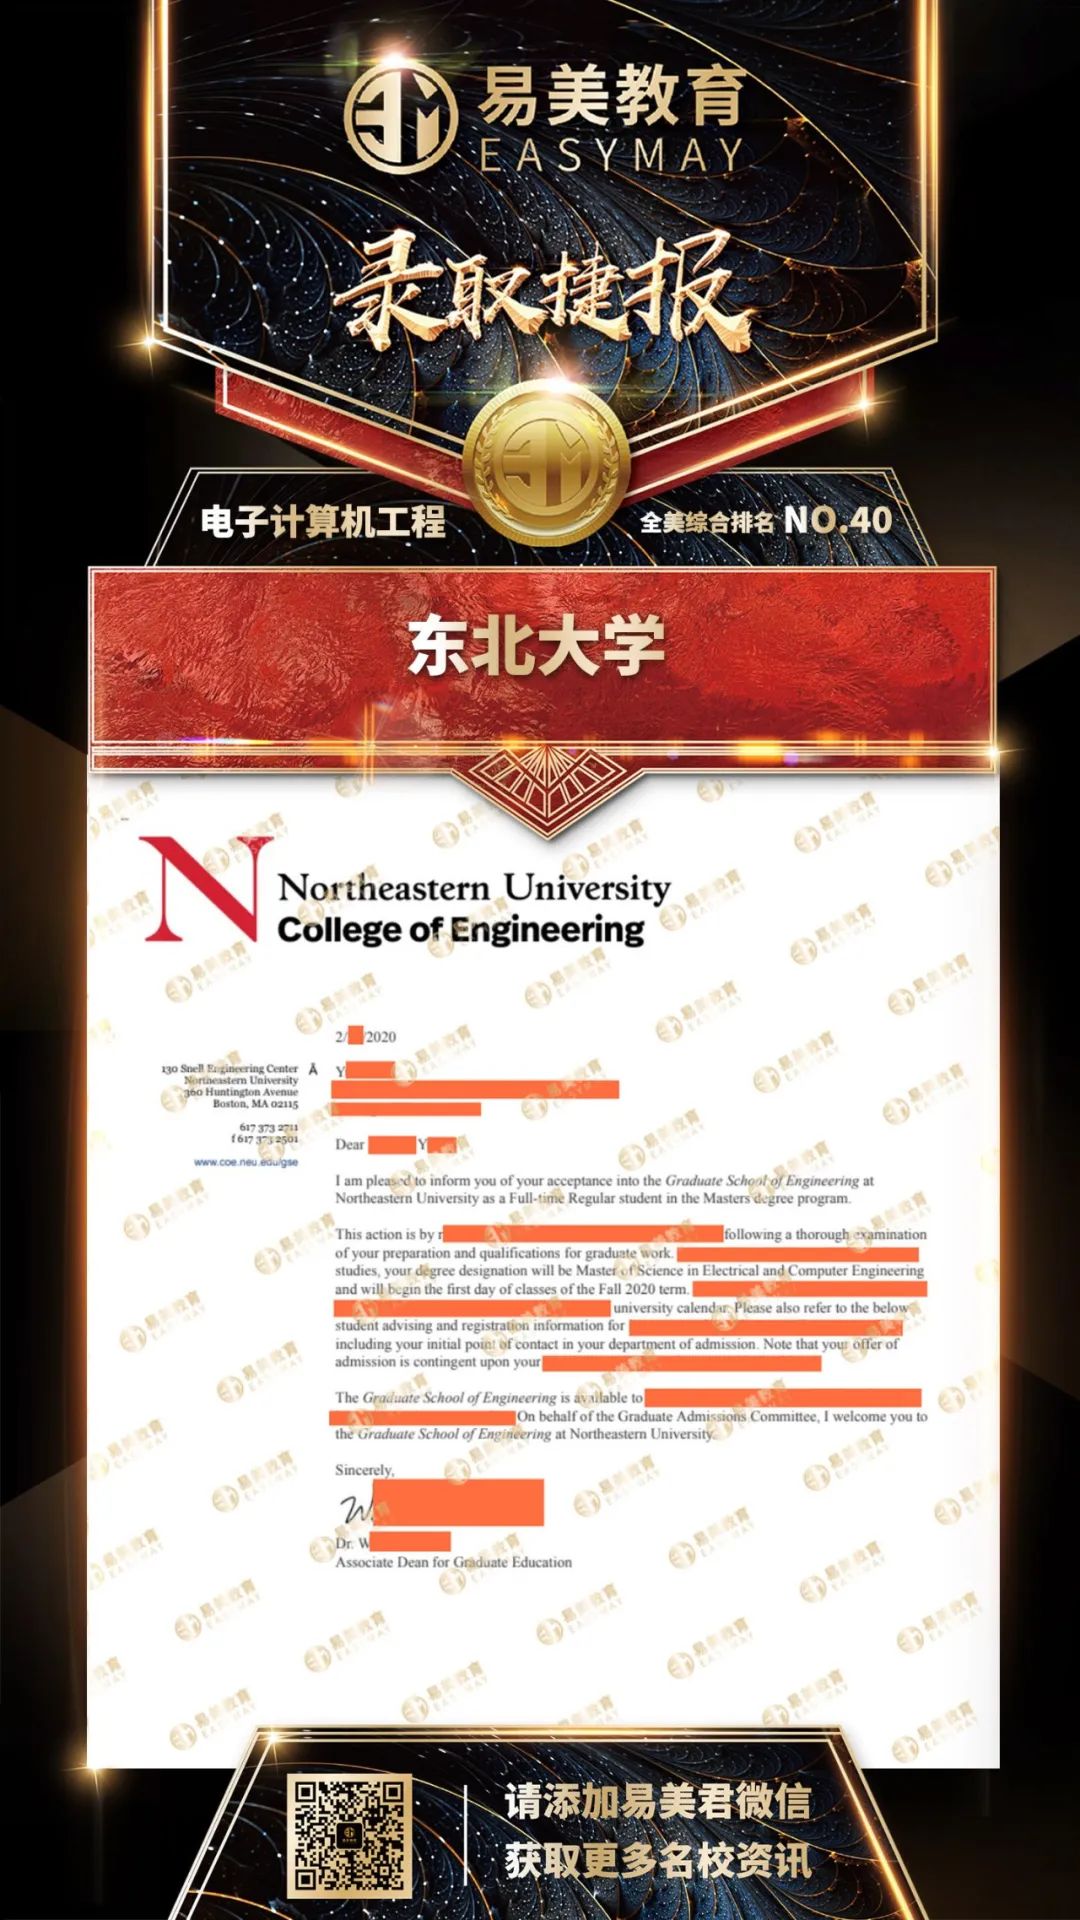 易美教育
EASYMAY
录取捷报
电子计算机工程
全美综合排名 NO.40
东北大学
Northeastern University
College of Engineering
2/ /2020
130 Snell Engineering Center
Northeastern University
360 Huntington Avenue
Boston, MA 02115
617 373 2711
f 617 373 2501
www.coe.neu.edu/gse
Â
Y
Dear Y
I am pleased to inform you of your acceptance into the Graduate School of Engineering at
Northeastern University as a Full-time Regular student in the Masters degree program.
This action is by r following a thorough examination
of your preparation and qualifications for graduate work.
studies, your degree designation will be Master of Science in Electrical and Computer Engineering
and will begin the first day of classes of the Fall 2020 term.
university calendar. Please also refer to the below
student advising and registration information for
including your initial point of contact in your department of admission. Note that your offer of
admission is contingent upon your
The Graduate School of Engineering is available to
On behalf of the Graduate Admissions Committee, I welcome you to
the Graduate School of Engineering at Northeastern University.
Sincerely,
W
Dr. W
Associate Dean for Graduate Education
请添加易美君微信
获取更多名校资讯